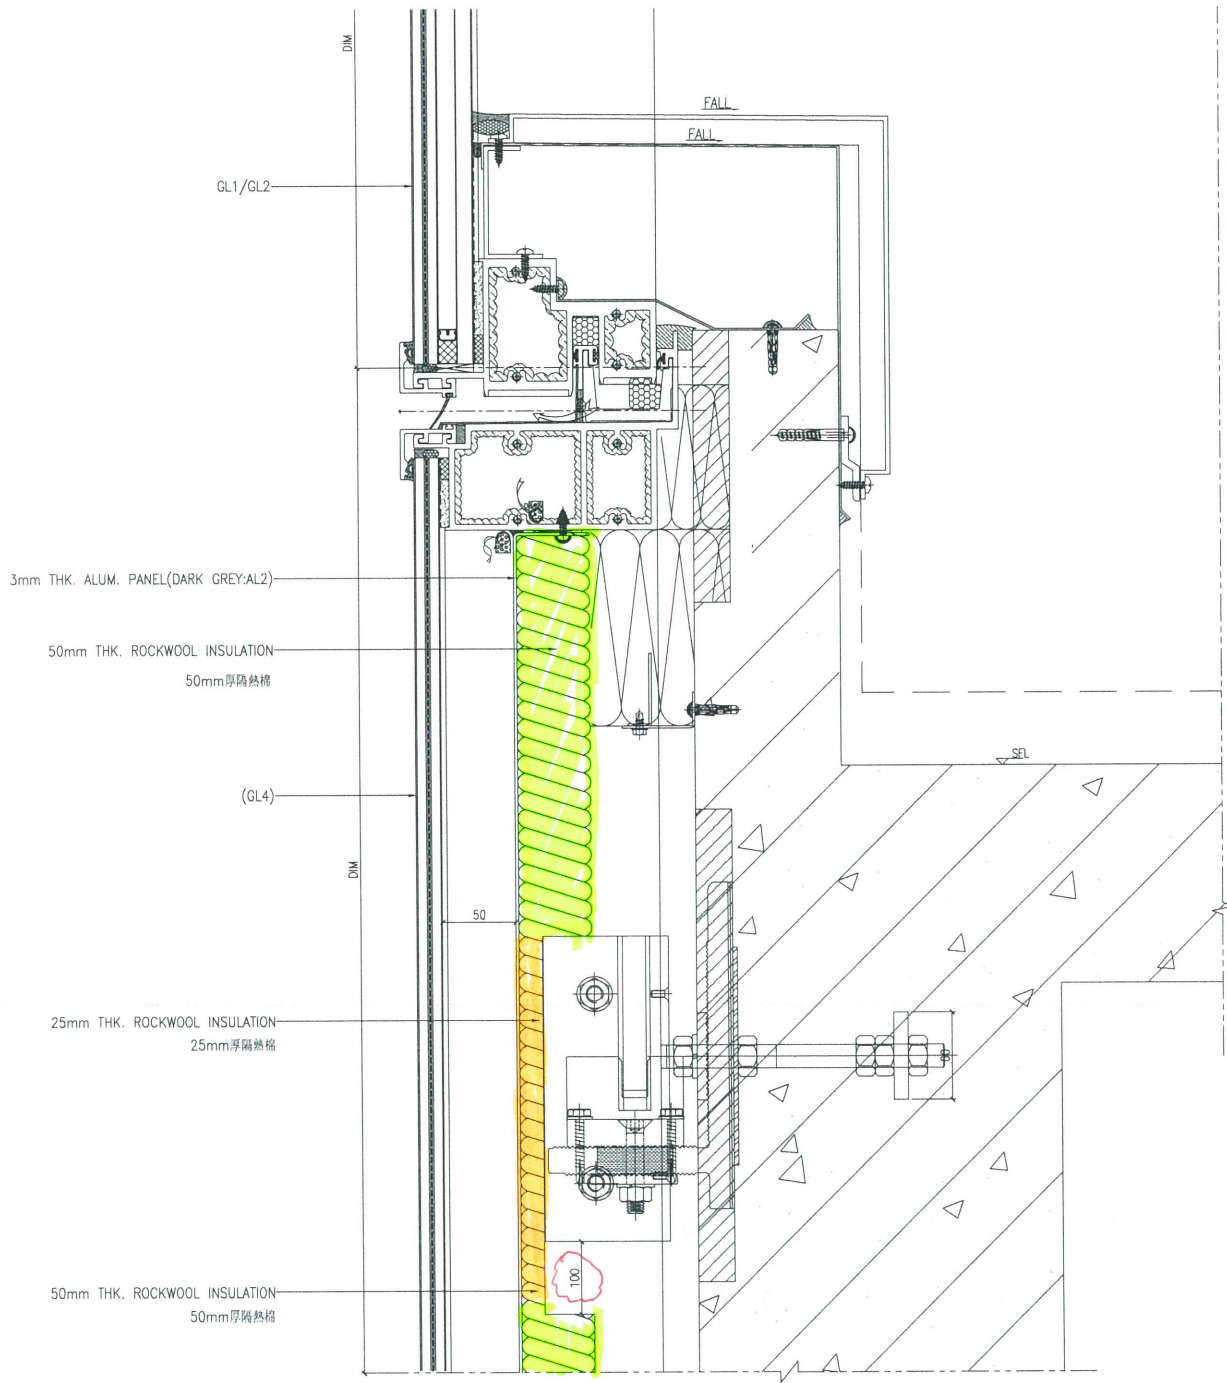 DIM
FALL
FALL
GL1/GL2
3mm THK. ALUM. PANEL(DARK GREY:AL2)
50mm THK. ROCKWOOL INSULATION
50mm厚隔熱棉
SFL
(GL4)
DIM
50
25mm THK. ROCKWOOL INSULATION
25mm厚隔熱棉
80
100
50mm THK. ROCKWOOL INSULATION
50mm厚隔熱棉